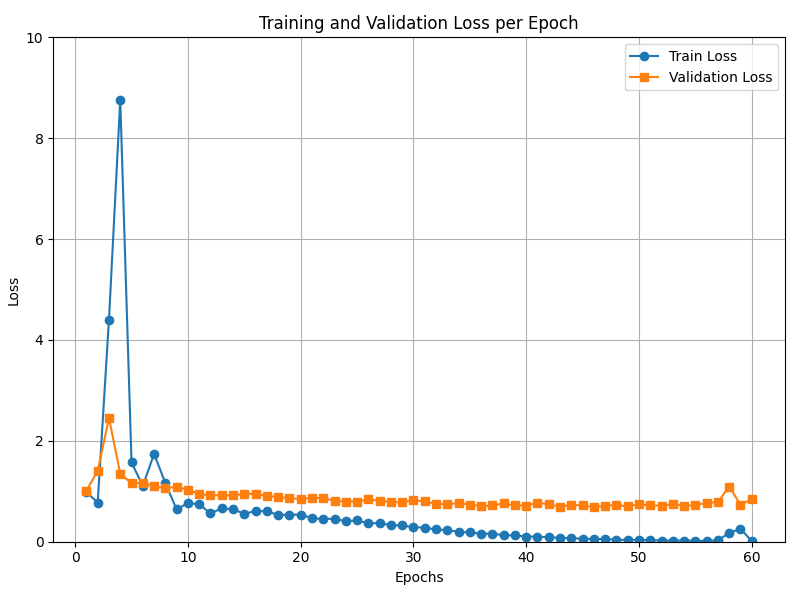 Training and Validation Loss per Epoch
Train Loss
Validation Loss
10
8
6
4
2
0
Loss
0 10 20 30 40 50 60
Epochs